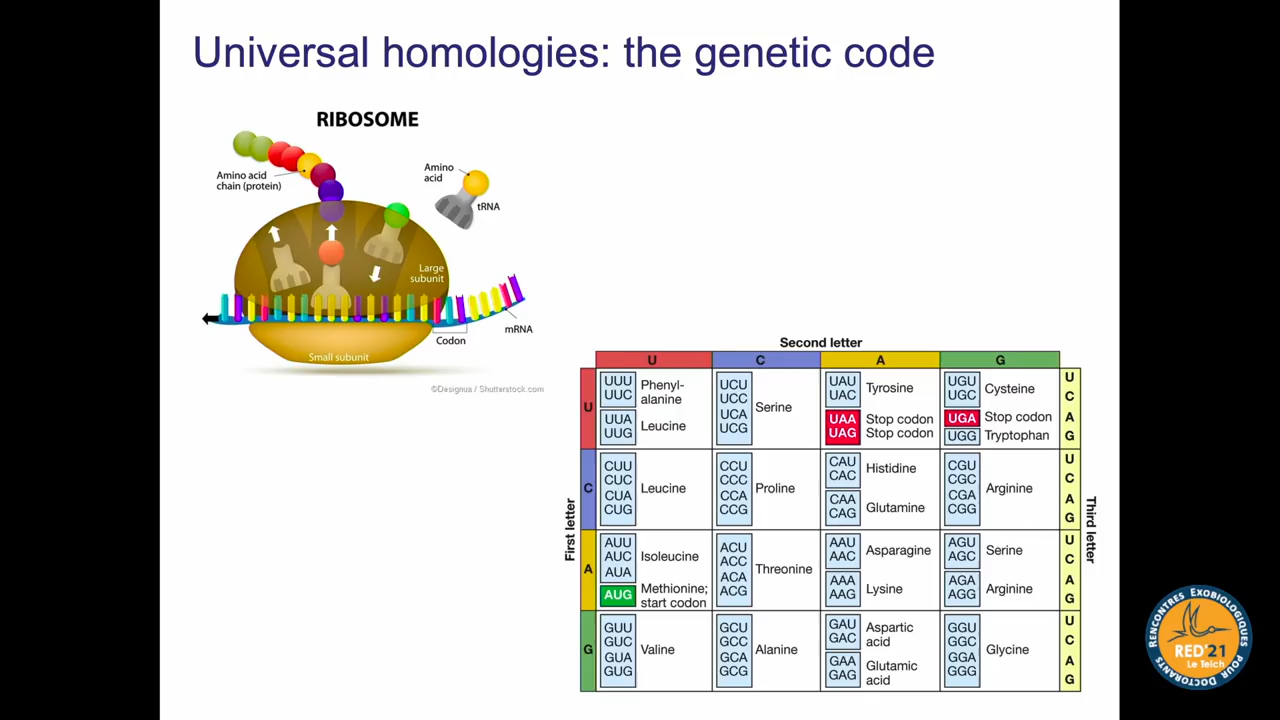 Universal homologies: the genetic code
RIBOSOME
Amino acid
chain (protein)
Amino
acid
tRNA
Large
subunit
mRNA
Codon
Small subunit
©Designua / Shutterstock.com
Second letter
U C A G
First letter
Third letter
U
UUU Phenyl-
UUC alanine
UUA Leucine
UUG
UCU
UCC Serine
UCA
UCG
UAU Tyrosine
UAC
UAA Stop codon
UAG Stop codon
UGU Cysteine
UGC
UGA Stop codon
UGG Tryptophan
U
C
A
G
C
CUU
CUC Leucine
CUA
CUG
CCU
CCC Proline
CCA
CCG
CAU Histidine
CAC
CAA Glutamine
CAG
CGU
CGC Arginine
CGA
CGG
U
C
A
G
A
AUU
AUC Isoleucine
AUA
AUG Methionine;
start codon
ACU
ACC Threonine
ACA
ACG
AAU Asparagine
AAC
AAA Lysine
AAG
AGU Serine
AGC
AGA Arginine
AGG
U
C
A
G
G
GUU
GUC Valine
GUA
GUG
GCU
GCC Alanine
GCA
GCG
GAU Aspartic
GAC acid
GAA Glutamic
GAG acid
GGU
GGC Glycine
GGA
GGG
U
C
A
G
RENCONTRES EXOBIOLOGIQUES
POUR DOCTORANTS
RED'21
Le Teich